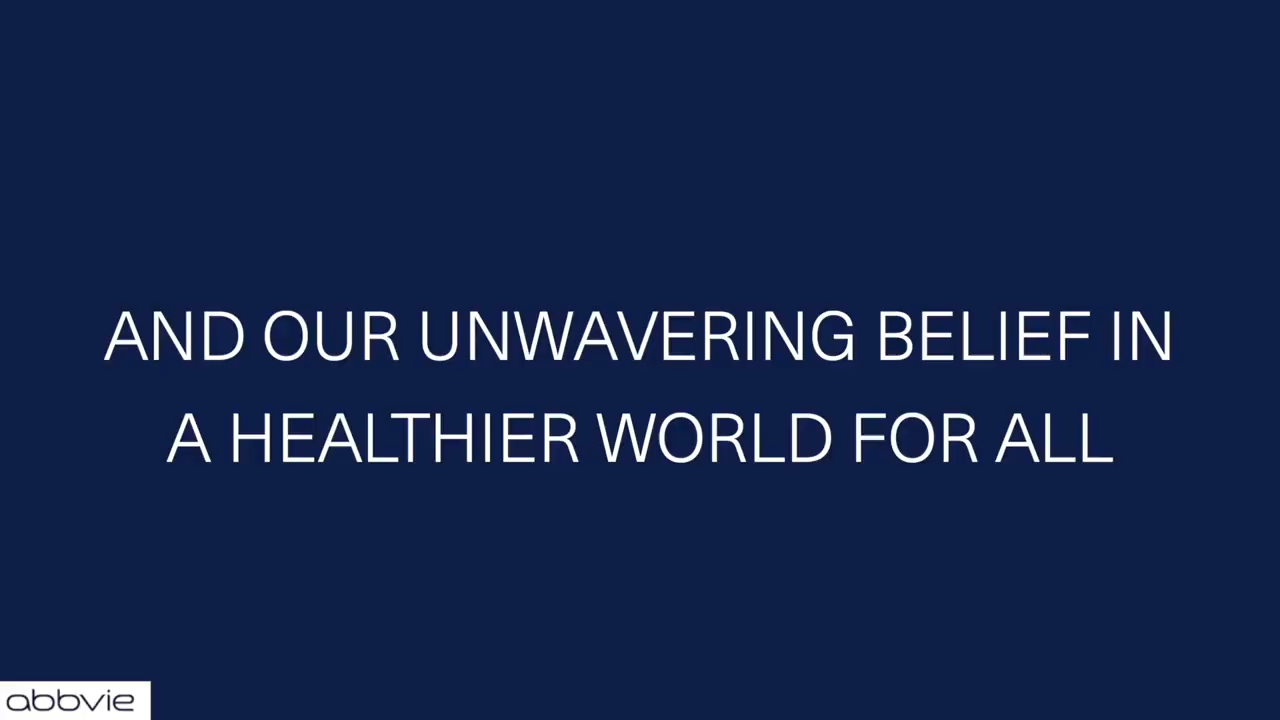 AND OUR UNWAVERING BELIEF IN
A HEALTHIER WORLD FOR ALL
abbvie